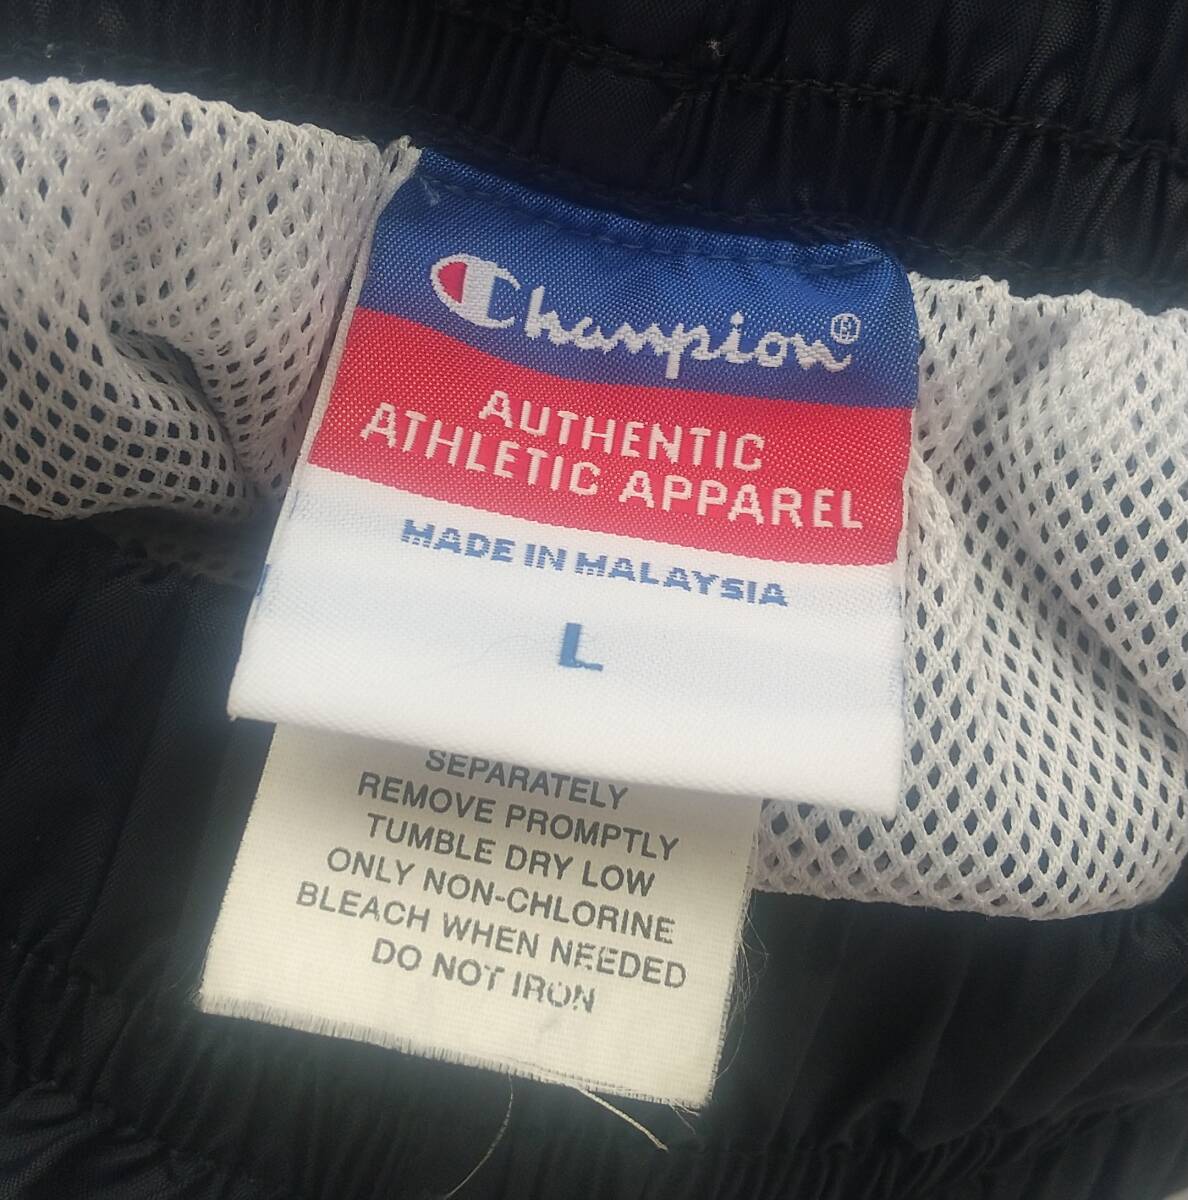 Champion®
AUTHENTIC
ATHLETIC APPAREL
MADE IN MALAYSIA
L
SEPARATELY
REMOVE PROMPTLY
TUMBLE DRY LOW
ONLY NON-CHLORINE
BLEACH WHEN NEEDED
DO NOT IRON